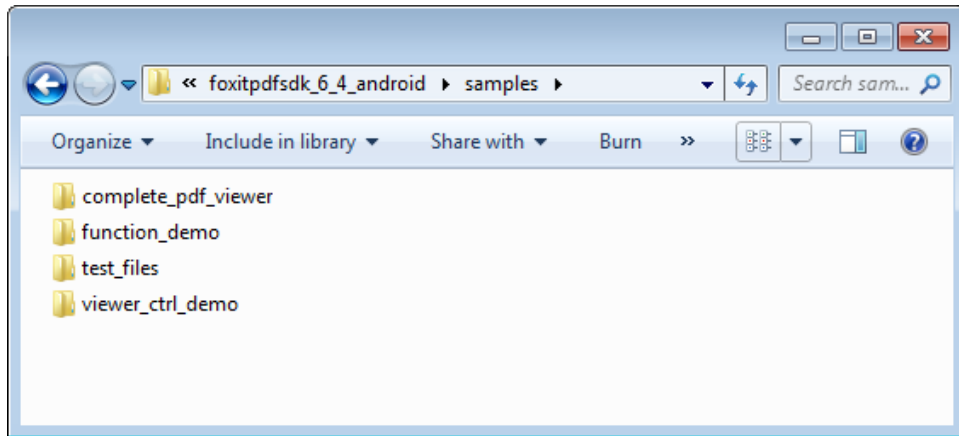 « foxitpdfsdk_6_4_android ▸ samples ▸ Search sam...
Organize Include in library Share with Burn »
complete_pdf_viewer
function_demo
test_files
viewer_ctrl_demo